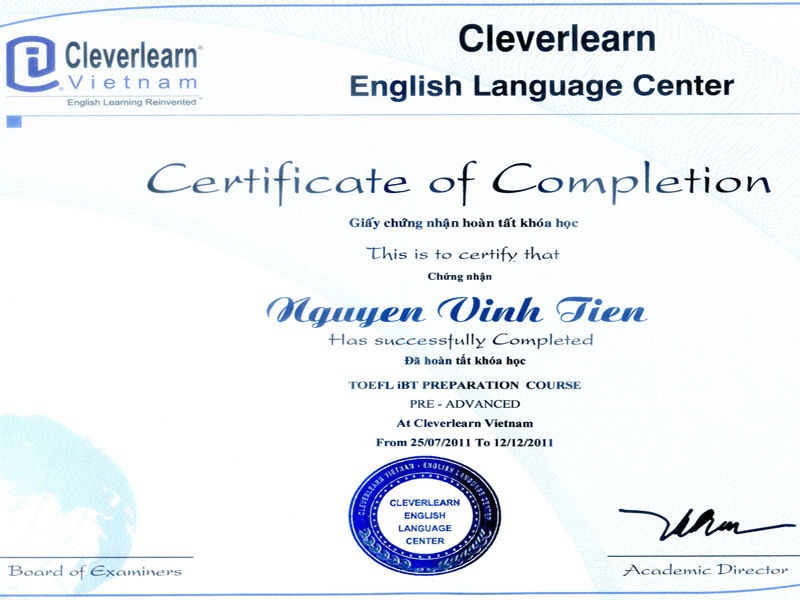 Cleverlearn®
Vietnam
English Learning Reinvented™
Cleverlearn
English Language Center
Certificate of Completion
Giấy chứng nhận hoàn tất khóa học
This is to certify that
Chứng nhận
Nguyen Vinh Tien
Has successfully Completed
Đã hoàn tất khóa học
TOEFL iBT PREPARATION COURSE
PRE - ADVANCED
At Cleverlearn Vietnam
From 25/07/2011 To 12/12/2011
CLEVERLEARN VIETNAM - ENGLISH LANGUAGE CENTER
CLEVERLEARN
ENGLISH
LANGUAGE
CENTER
Board of Examiners
Academic Director